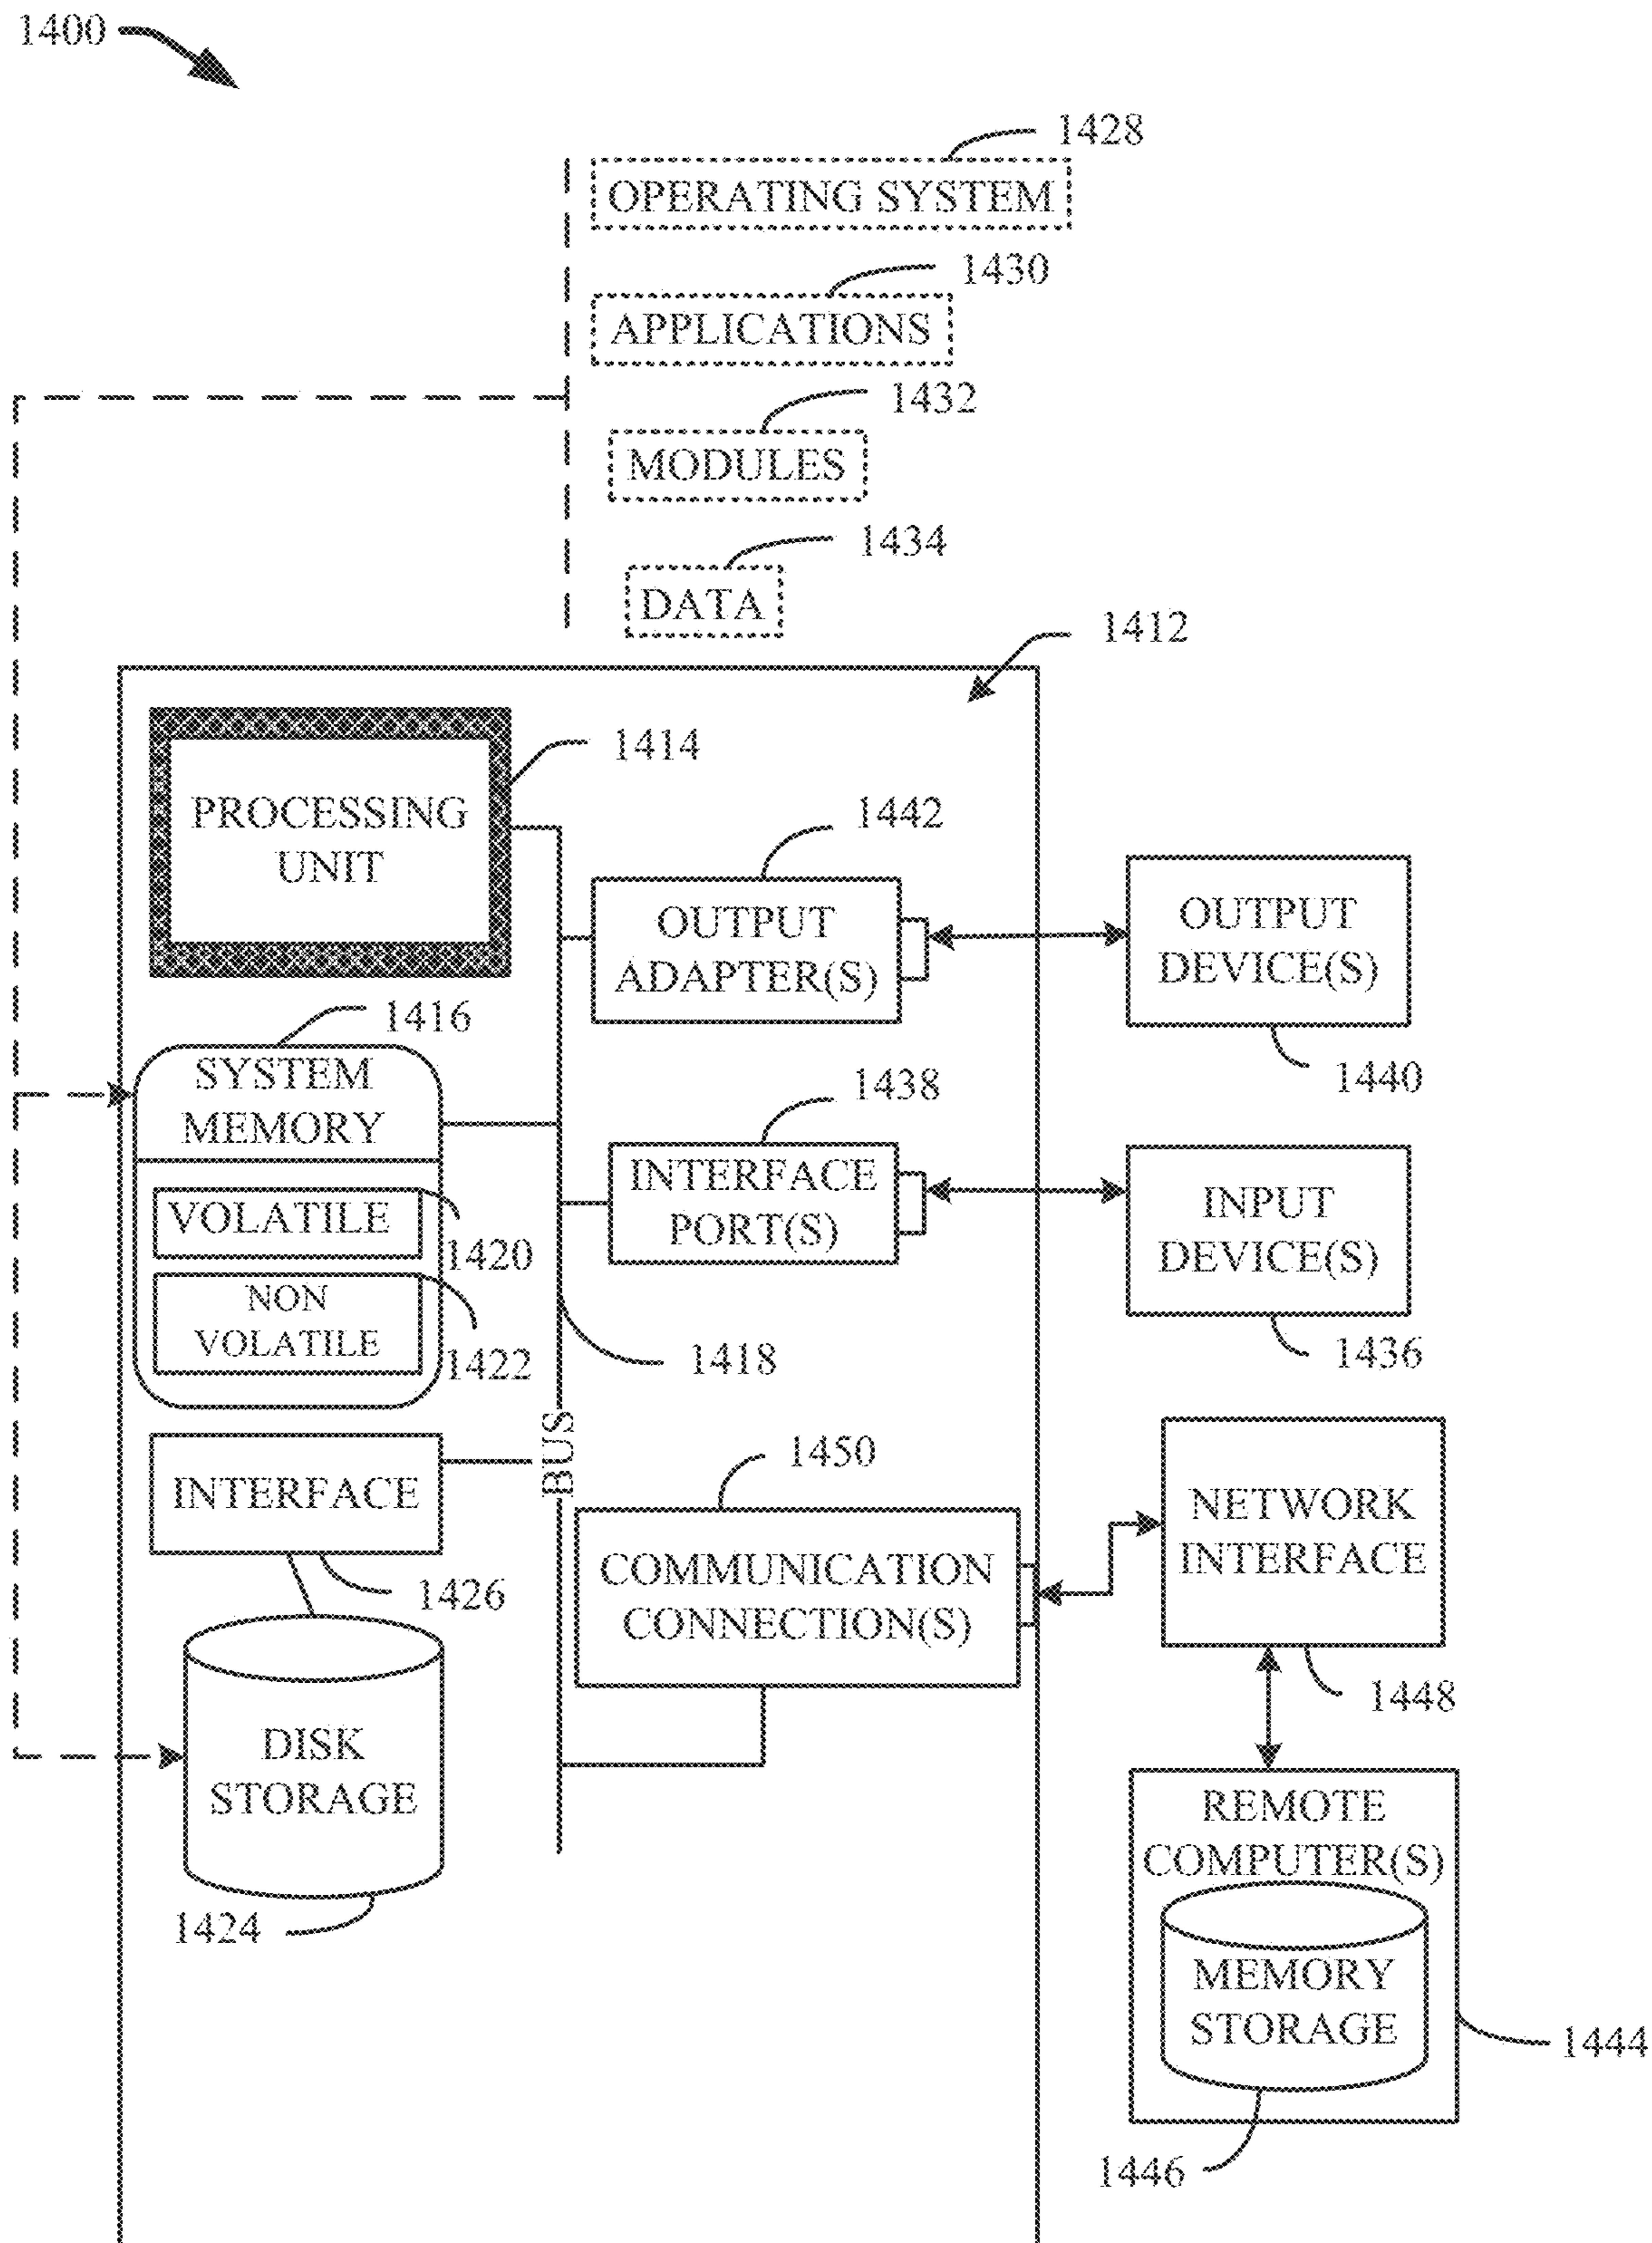 1400
1428
OPERATING SYSTEM
1430
APPLICATIONS
1432
MODULES
1434
DATA
1412
PROCESSING
UNIT
1414
1442
OUTPUT
ADAPTER(S)
OUTPUT
DEVICE(S)
1440
1416
SYSTEM
MEMORY
VOLATILE
1420
NON
VOLATILE
1422
1438
INTERFACE
PORT(S)
INPUT
DEVICE(S)
1436
1418
BUS
INTERFACE
1426
1450
COMMUNICATION
CONNECTION(S)
NETWORK
INTERFACE
1448
DISK
STORAGE
1424
REMOTE
COMPUTER(S)
MEMORY
STORAGE
1444
1446